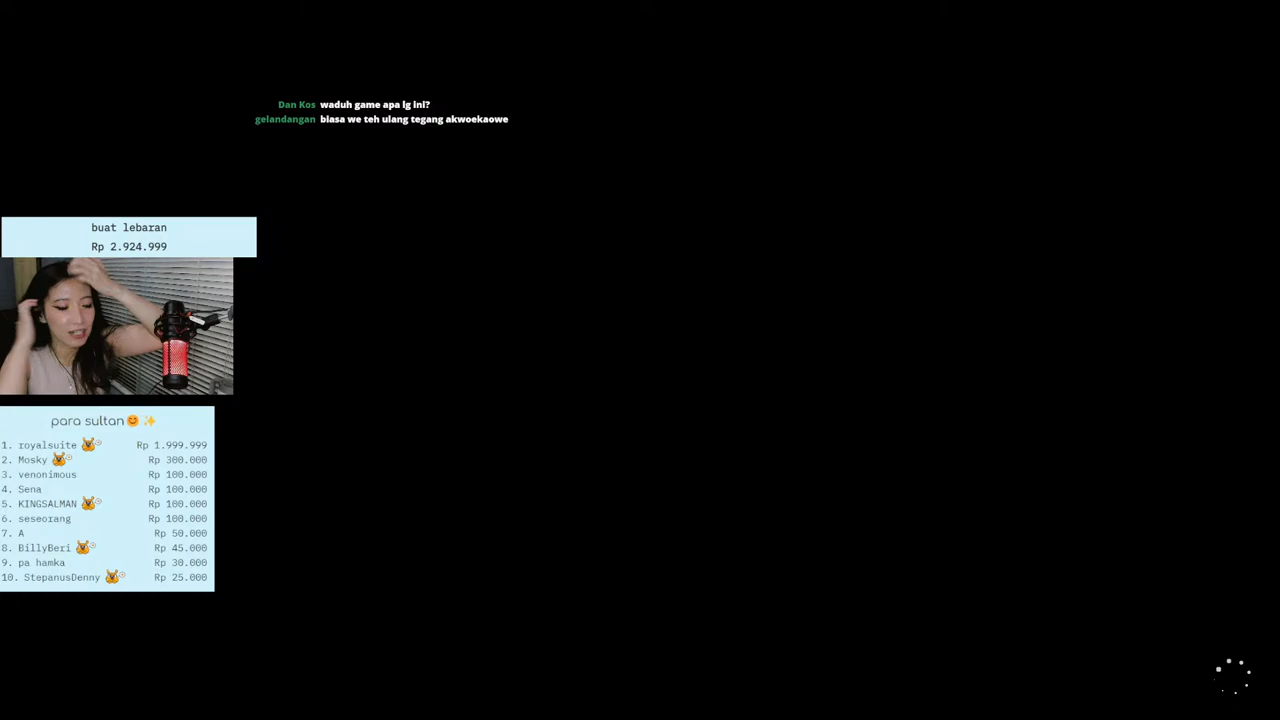 Dan Kos waduh game apa lg ini?
gelandangan biasa we teh ulang tegang akwoekaowe
buat lebaran
Rp 2.924.999
para sultan😊✨
1. royalsuite Rp 1.999.999
2. Mosky Rp 300.000
3. venonimous Rp 100.000
4. Sena Rp 100.000
5. KINGSALMAN Rp 100.000
6. seseorang Rp 100.000
7. A Rp 50.000
8. BillyBeri Rp 45.000
9. pa hamka Rp 30.000
10. StepanusDenny Rp 25.000